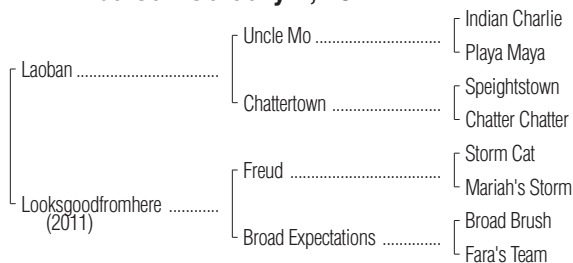 Indian Charlie
Uncle Mo ...............................
Playa Maya
Laoban ...................................
Speightstown
Chattertown ...........................
Chatter Chatter
Storm Cat
Freud .....................................
Mariah's Storm
Looksgoodfromhere ............
(2011)
Broad Brush
Broad Expectations ..............
Fara's Team